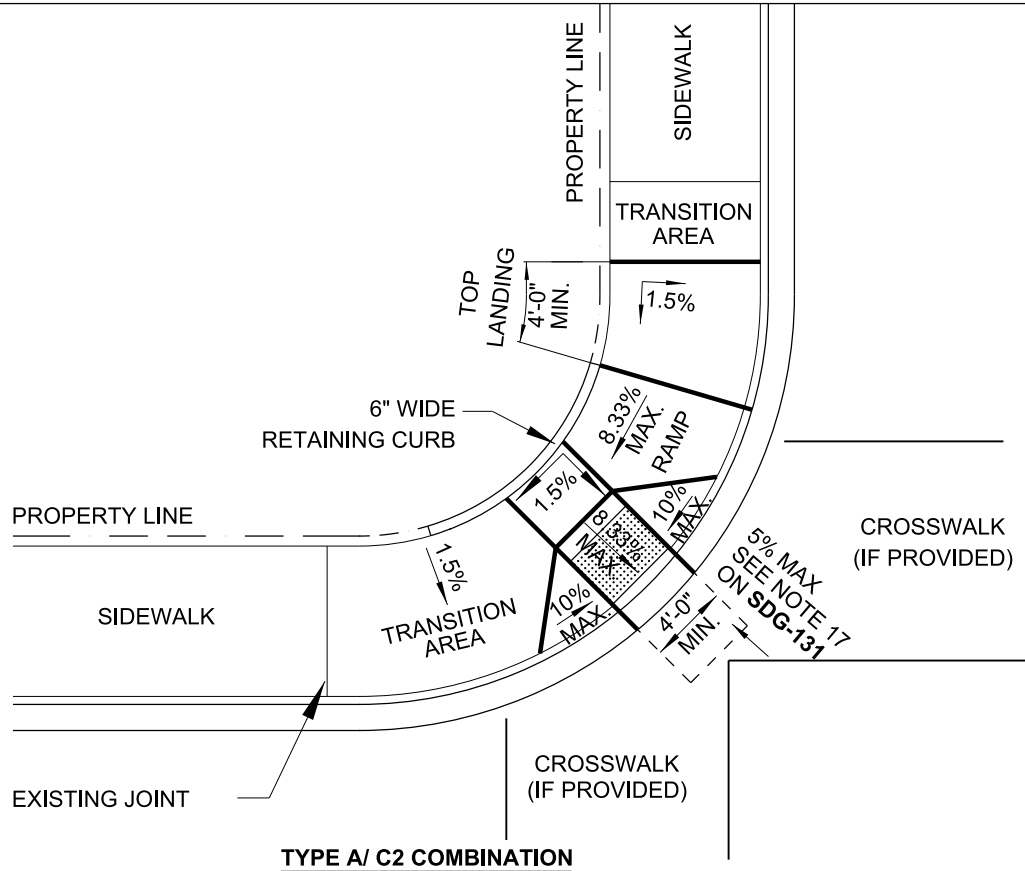 PROPERTY LINE
SIDEWALK
TRANSITION
AREA
TOP
LANDING
4'-0"
MIN.
1.5%
6" WIDE
RETAINING CURB
8.33%
MAX.
RAMP
1.5%
10%
MAX.
8.33%
MAX.
10%
MAX.
PROPERTY LINE
1.5%
SIDEWALK
TRANSITION
AREA
4'-0"
MIN.
5% MAX
SEE NOTE 17
ON SDG-131
CROSSWALK
(IF PROVIDED)
CROSSWALK
(IF PROVIDED)
EXISTING JOINT
TYPE A/ C2 COMBINATION